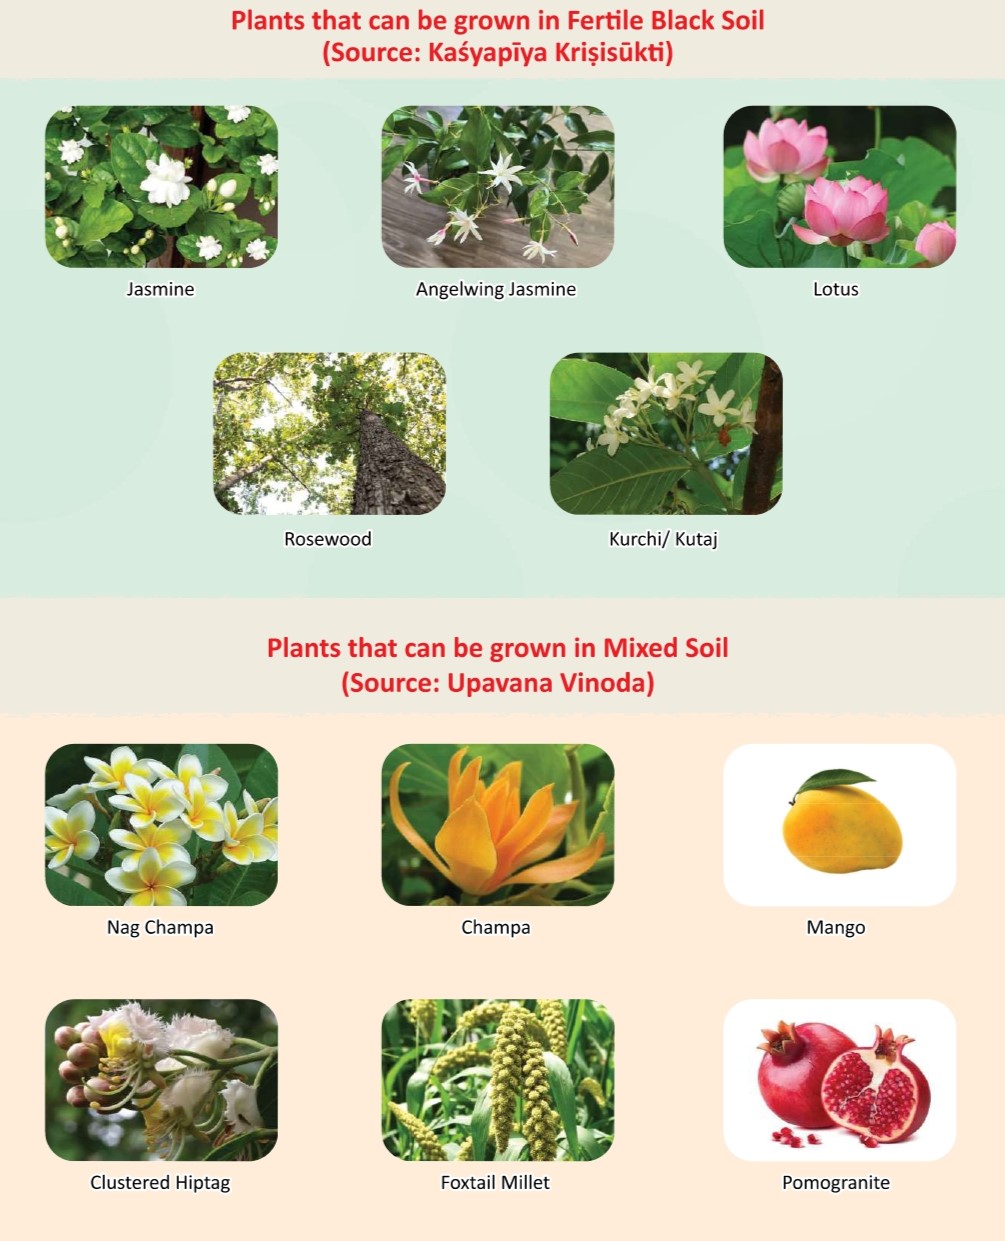 Plants that can be grown in Fertile Black Soil
(Source: Kaśyapīya Kriṣisūkti)
Jasmine
Angelwing Jasmine
Lotus
Rosewood
Kurchi/ Kutaj
Plants that can be grown in Mixed Soil
(Source: Upavana Vinoda)
Nag Champa
Champa
Mango
Clustered Hiptag
Foxtail Millet
Pomogranite